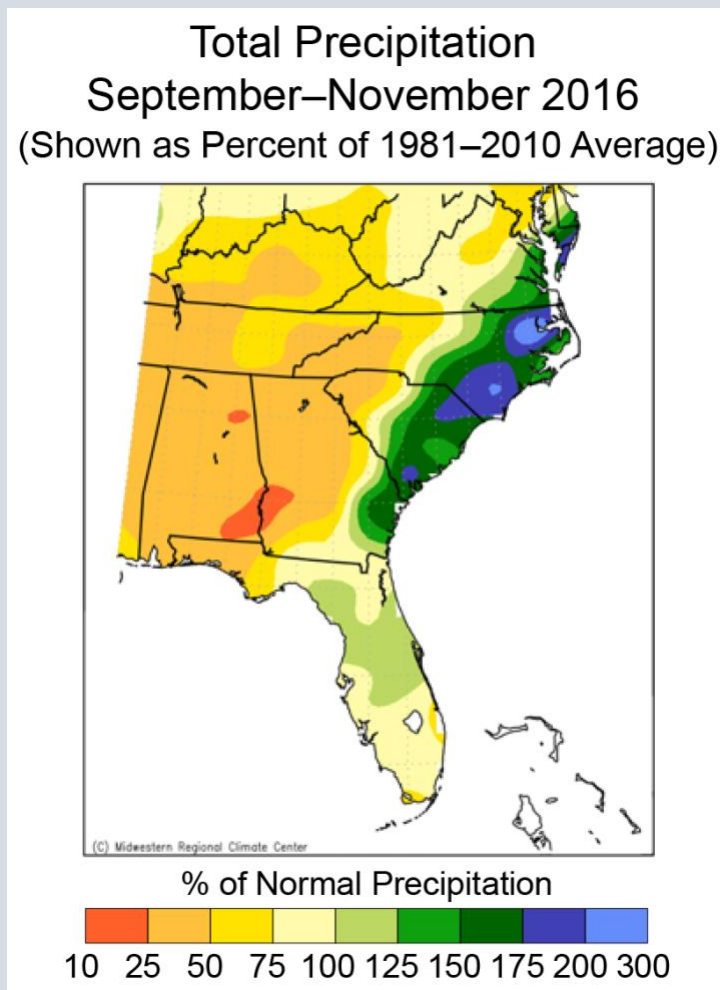 Total Precipitation
September–November 2016
(Shown as Percent of 1981–2010 Average)
(C) Midwestern Regional Climate Center
% of Normal Precipitation
10 25 50 75 100 125 150 175 200 300